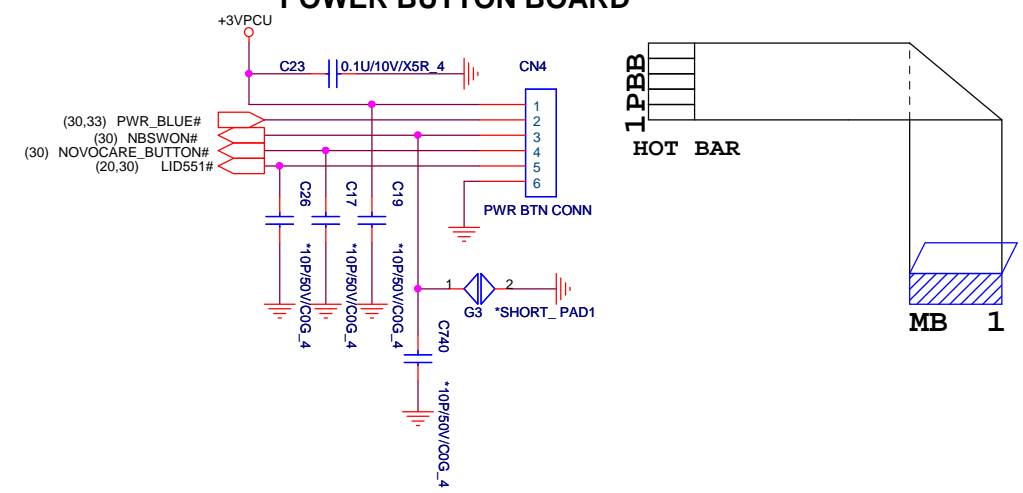 POWER BUTTON BOARD
+3VPCU
C23
0.1U/10V/X5R_4
CN4
1
2
3
4
5
6
PWR BTN CONN
(30,33) PWR_BLUE#
(30) NBSWON#
(30) NOVOCARE_BUTTON#
(20,30) LID551#
C26
*10P/50V/C0G_4
C17
*10P/50V/C0G_4
C19
*10P/50V/C0G_4
1
2
G3
*SHORT_ PAD1
C740
*10P/50V/C0G_4
1PBB
HOT BAR
MB 1